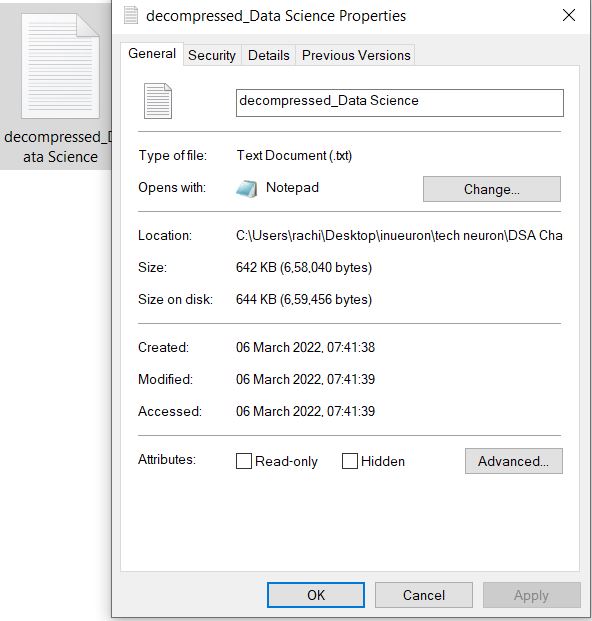 decompressed_Data Science Properties
decompressed_D
ata Science
General
Security
Details
Previous Versions
decompressed_Data Science
Type of file: Text Document (.txt)
Opens with: Notepad
Change...
Location: C:\Users\rachi\Desktop\inueuron\tech neuron\DSA Cha
Size: 642 KB (6,58,040 bytes)
Size on disk: 644 KB (6,59,456 bytes)
Created: 06 March 2022, 07:41:38
Modified: 06 March 2022, 07:41:39
Accessed: 06 March 2022, 07:41:39
Attributes: Read-only Hidden Advanced...
OK Cancel Apply